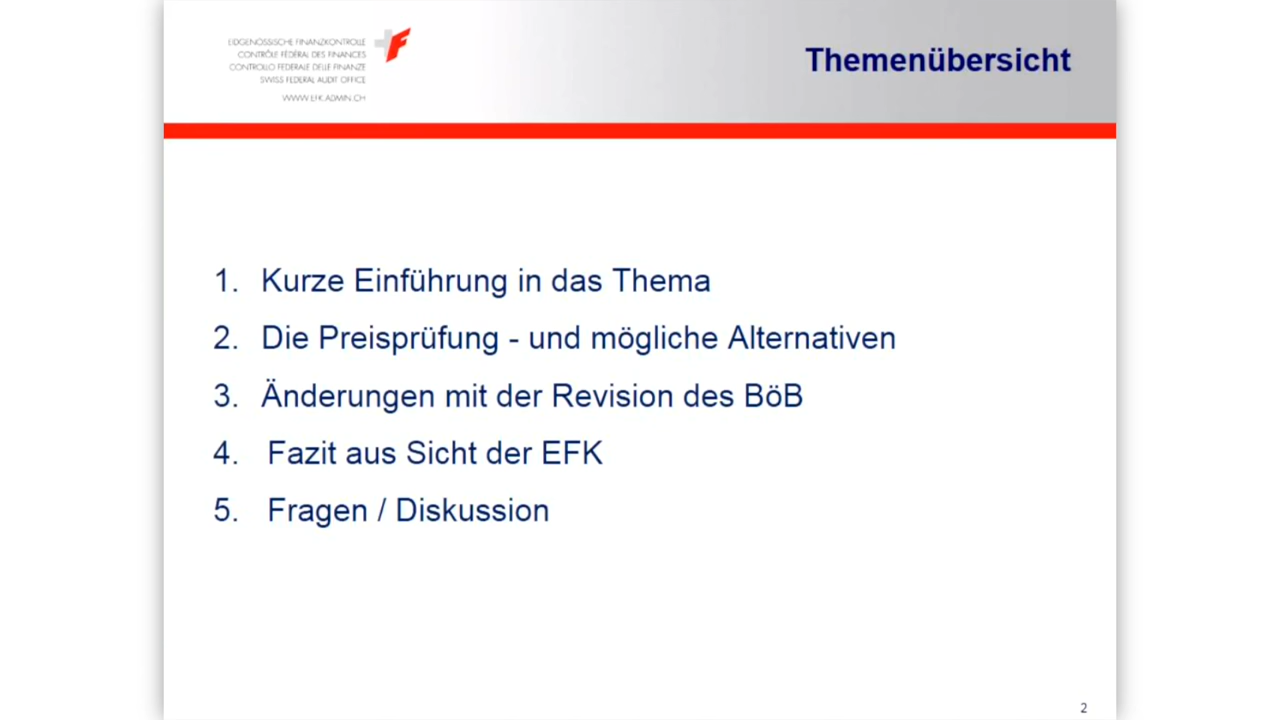 EIDGENÖSSISCHE FINANZKONTROLLE
CONTRÔLE FÉDÉRAL DES FINANCES
CONTROLLO FEDERALE DELLE FINANZE
SWISS FEDERAL AUDIT OFFICE
WWW.EFK.ADMIN.CH
Themenübersicht
1. Kurze Einführung in das Thema
2. Die Preisprüfung - und mögliche Alternativen
3. Änderungen mit der Revision des BöB
4. Fazit aus Sicht der EFK
5. Fragen / Diskussion
2